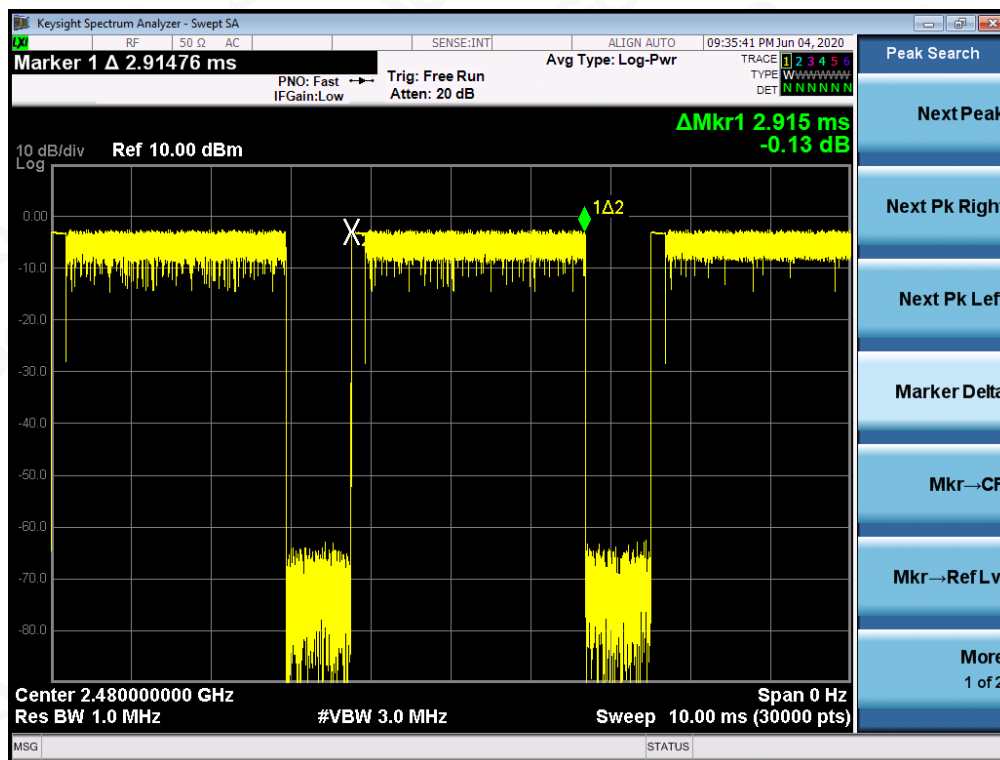 Keysight Spectrum Analyzer - Swept SA
LXI RF 50 Ω AC SENSE:INT ALIGN AUTO 09:35:41 PM Jun 04, 2020
Marker 1 Δ 2.91476 ms
PNO: Fast
IFGain:Low
Trig: Free Run
Atten: 20 dB
Avg Type: Log-Pwr
TRACE 1 2 3 4 5 6
TYPE WWWWWW
DET N N N N N N
Peak Search
ΔMkr1 2.915 ms
-0.13 dB
10 dB/div Ref 10.00 dBm
Log
1Δ2
0.00
-10.0
-20.0
-30.0
-40.0
-50.0
-60.0
-70.0
-80.0
Center 2.480000000 GHz
Span 0 Hz
Res BW 1.0 MHz
#VBW 3.0 MHz
Sweep 10.00 ms (30000 pts)
MSG
STATUS
Next Peak
Next Pk Right
Next Pk Left
Marker Delta
Mkr→CF
Mkr→Ref Lv
More
1 of 2